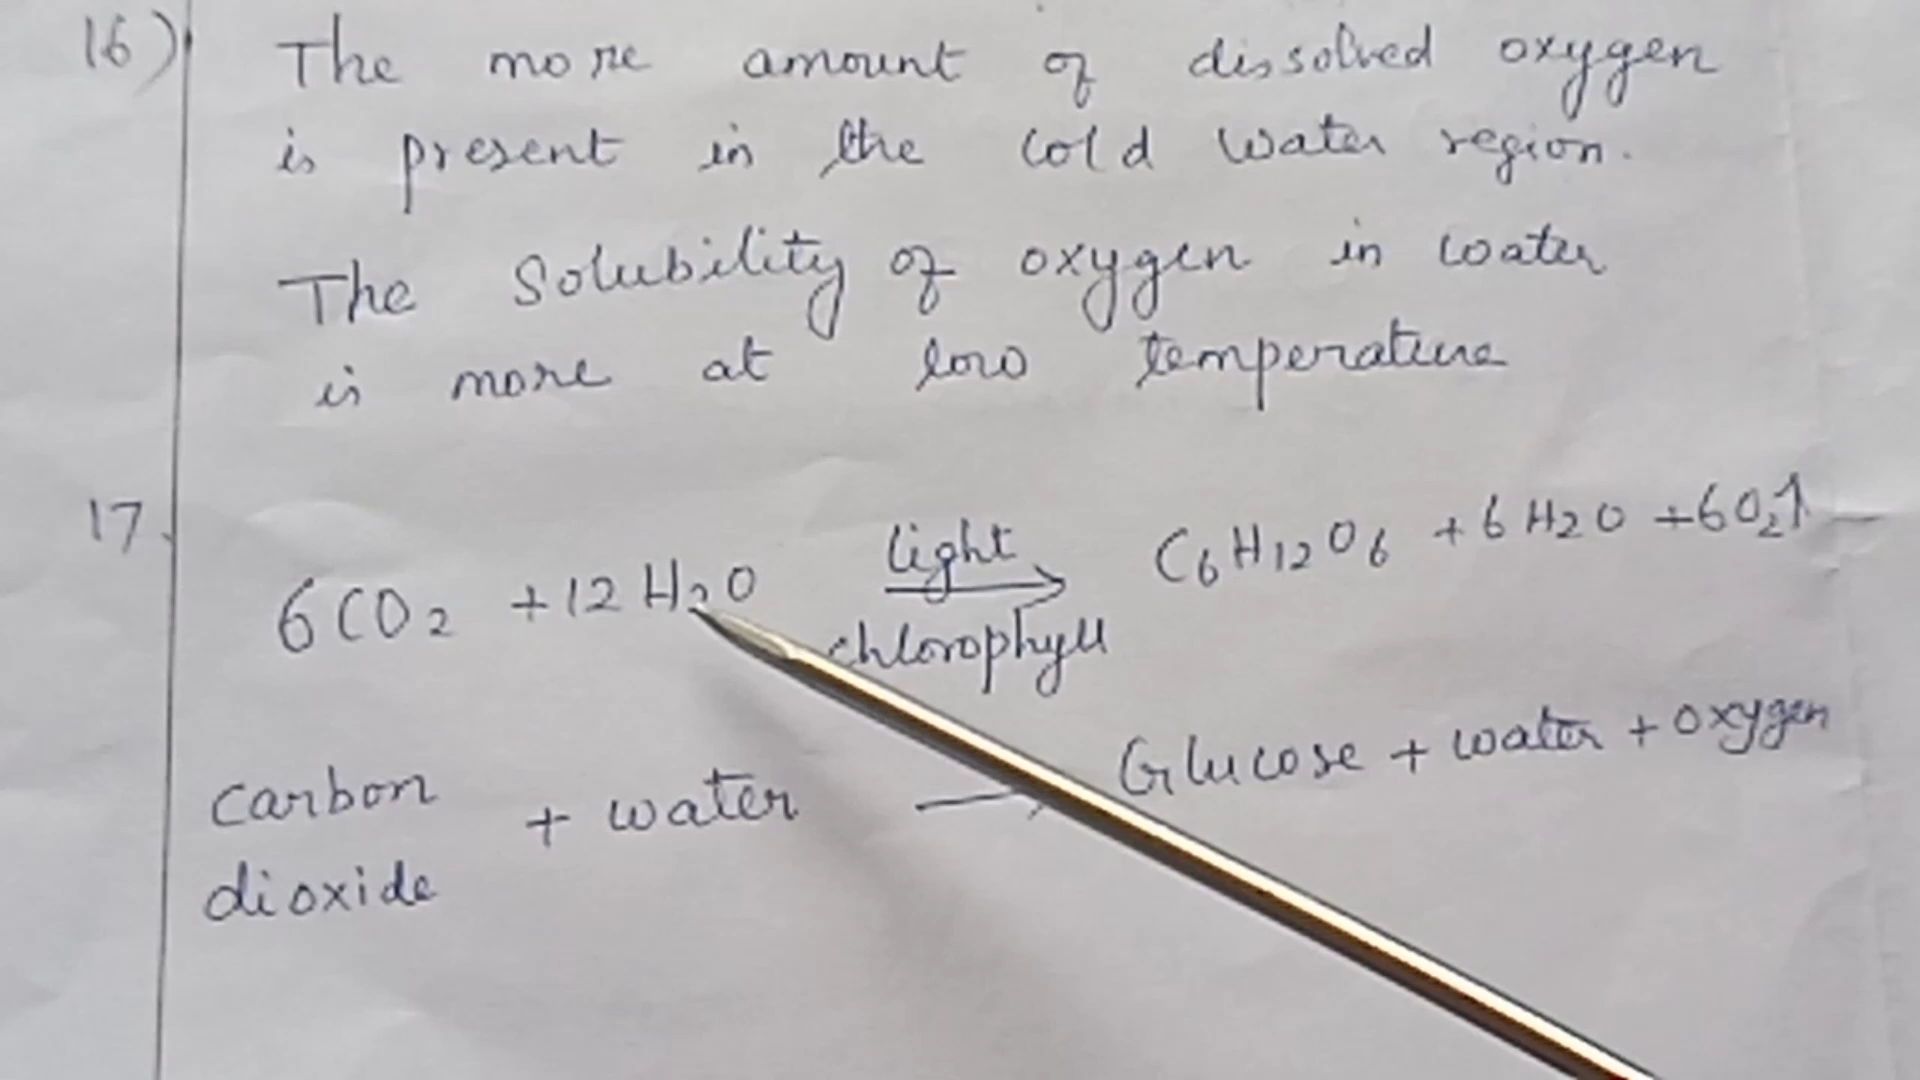 16) The more amount of dissolved oxygen
is present in the cold water region.
The Solubility of oxygen in water
is more at low temperature
17. 6CO2 + 12 H2O light → chlorophyll C6H12O6 + 6H2O + 6O2↑
Carbon dioxide + water → Glucose + water + oxygen